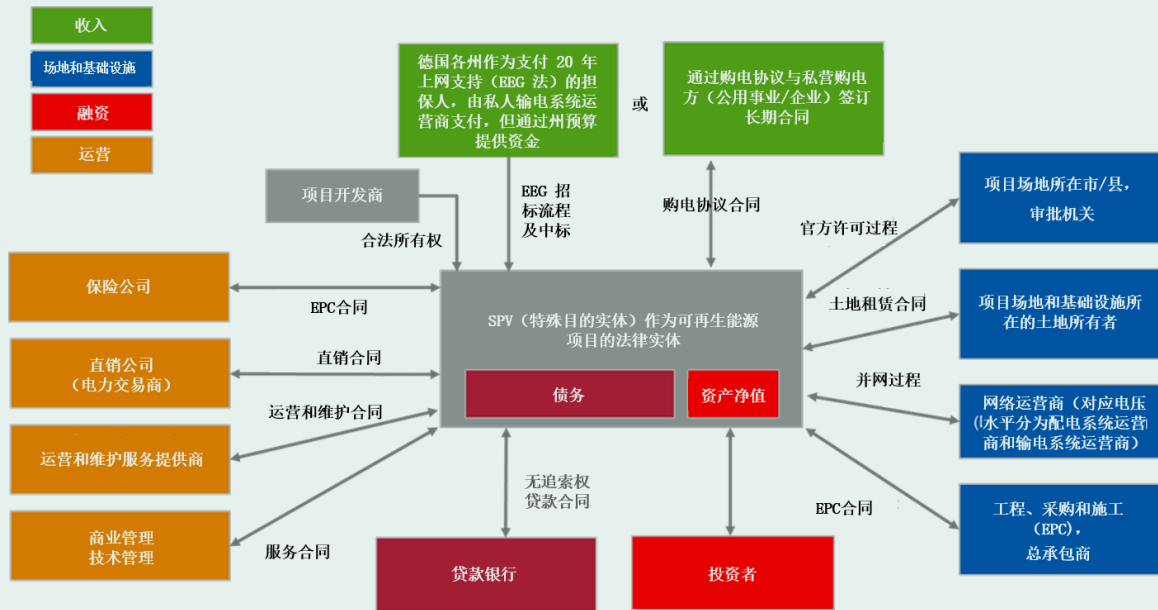 收入
场地和基础设施
融资
运营
德国各州作为支付 20 年
上网支持（EEG 法）的担
保人，由私人输电系统运
营商支付，但通过州预算
提供资金
或
通过购电协议与私营购电
方（公用事业/企业）签订
长期合同
项目开发商
合法所有权
EEG 招
标流程
及中标
购电协议合同
官方许可过程
项目场地所在市/县，
审批机关
保险公司
EPC合同
SPV（特殊目的实体）作为可再生能源
项目的法律实体
债务
资产净值
土地租赁合同
项目场地和基础设施所
在的土地所有者
直销公司
（电力交易商）
直销合同
并网过程
网络运营商（对应电压
水平分为配电系统运营
商和输电系统运营商）
运营和维护合同
运营和维护服务提供商
无追索权
贷款合同
EPC合同
工程、采购和施工
(EPC)，
总承包商
商业管理
技术管理
服务合同
贷款银行
投资者